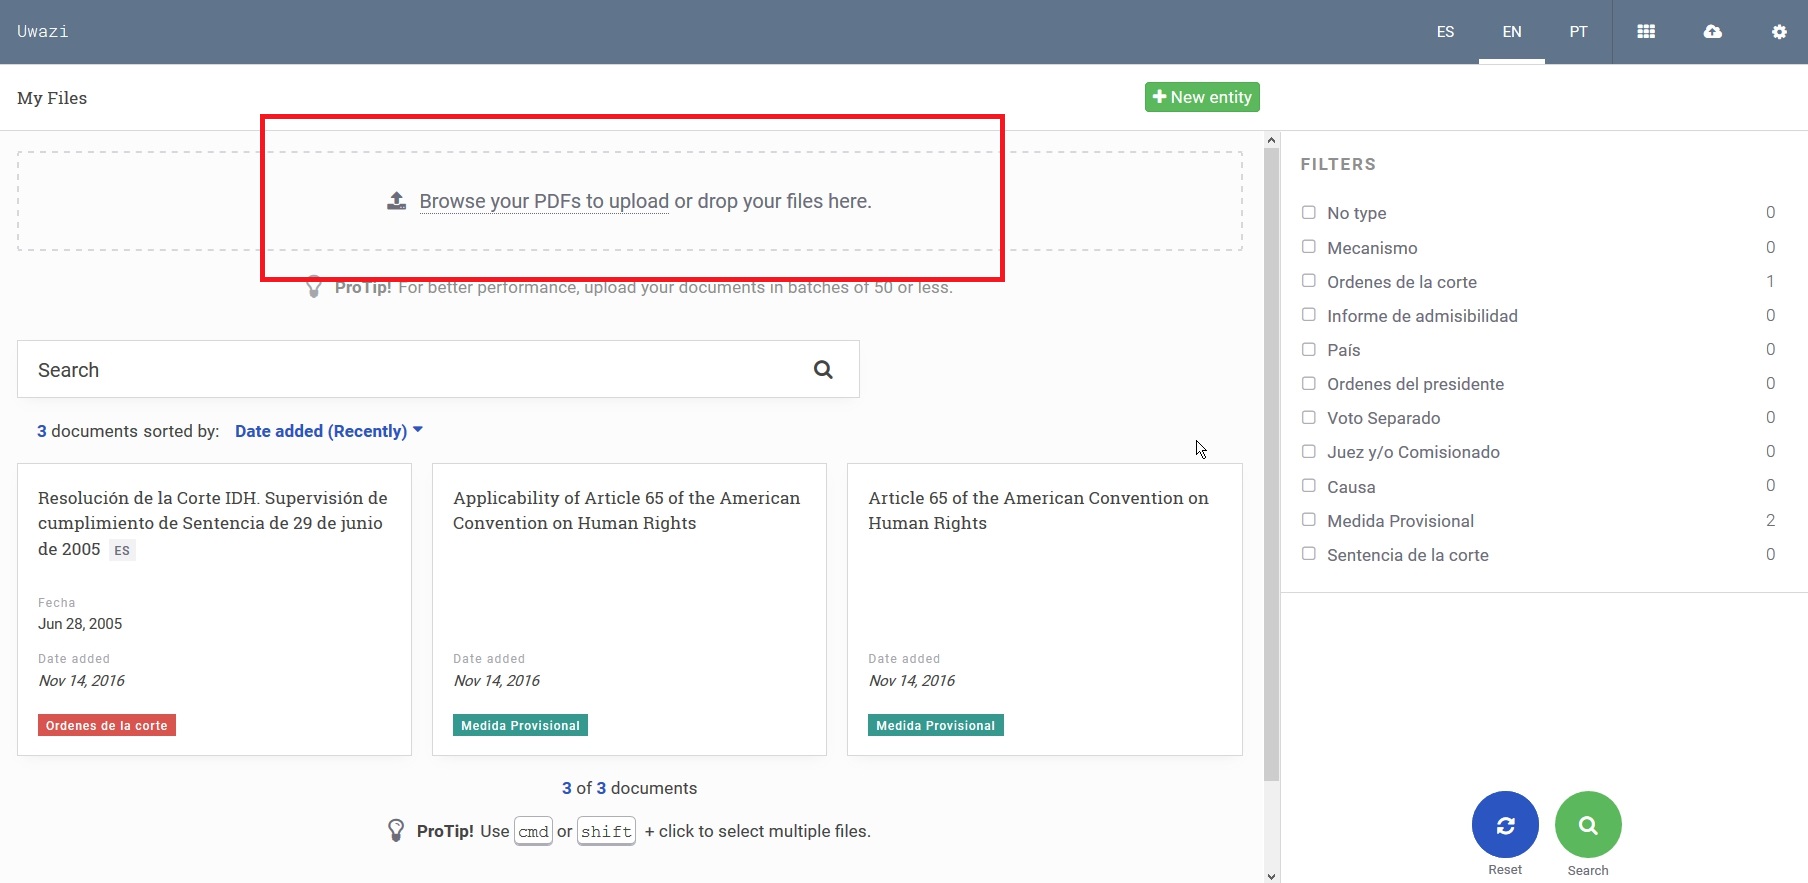 Uwazi
ES EN PT
My Files
New entity
Browse your PDFs to upload or drop your files here.
ProTip! For better performance, upload your documents in batches of 50 or less.
Search
3 documents sorted by: Date added (Recently)
Resolución de la Corte IDH. Supervisión de
cumplimiento de Sentencia de 29 de junio
de 2005 ES
Fecha
Jun 28, 2005
Date added
Nov 14, 2016
Ordenes de la corte
Applicability of Article 65 of the American
Convention on Human Rights
Date added
Nov 14, 2016
Medida Provisional
Article 65 of the American Convention on
Human Rights
Date added
Nov 14, 2016
Medida Provisional
3 of 3 documents
ProTip! Use cmd or shift + click to select multiple files.
FILTERS
No type 0
Mecanismo 0
Ordenes de la corte 1
Informe de admisibilidad 0
País 0
Ordenes del presidente 0
Voto Separado 0
Juez y/o Comisionado 0
Causa 0
Medida Provisional 2
Sentencia de la corte 0
Reset
Search